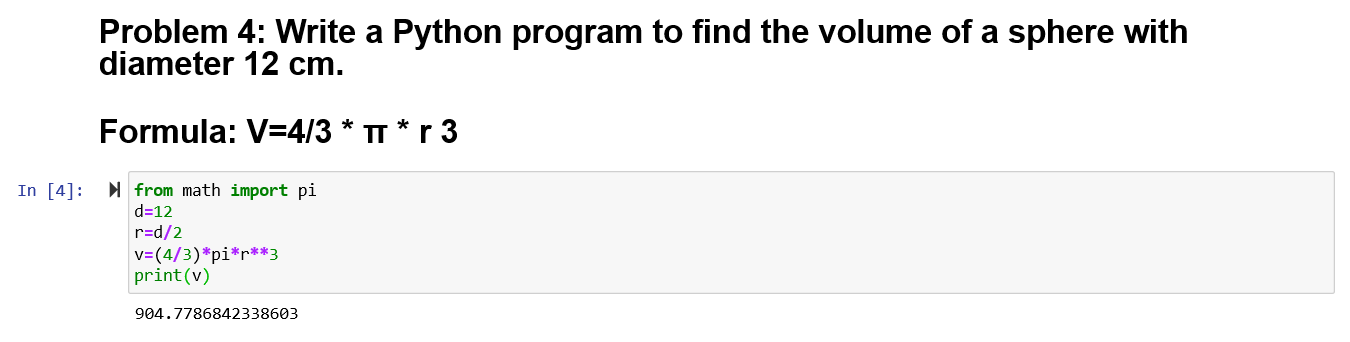 Problem 4: Write a Python program to find the volume of a sphere with
diameter 12 cm.
Formula: V=4/3 * π * r 3
In [4]:
from math import pi
d=12
r=d/2
v=(4/3)*pi*r**3
print(v)
904.7786842338603